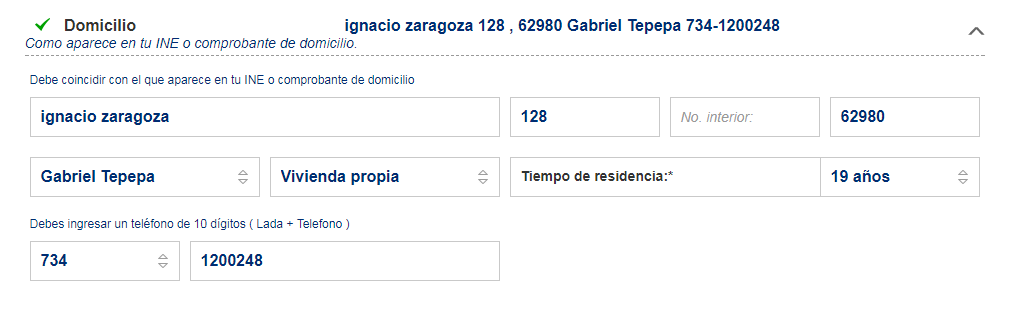 Domicilio ignacio zaragoza 128 , 62980 Gabriel Tepepa 734-1200248
Como aparece en tu INE o comprobante de domicilio.
Debe coincidir con el que aparece en tu INE o comprobante de domicilio
ignacio zaragoza 128 No. interior: 62980
Gabriel Tepepa Vivienda propia Tiempo de residencia:* 19 años
Debes ingresar un teléfono de 10 dígitos ( Lada + Telefono )
734 1200248